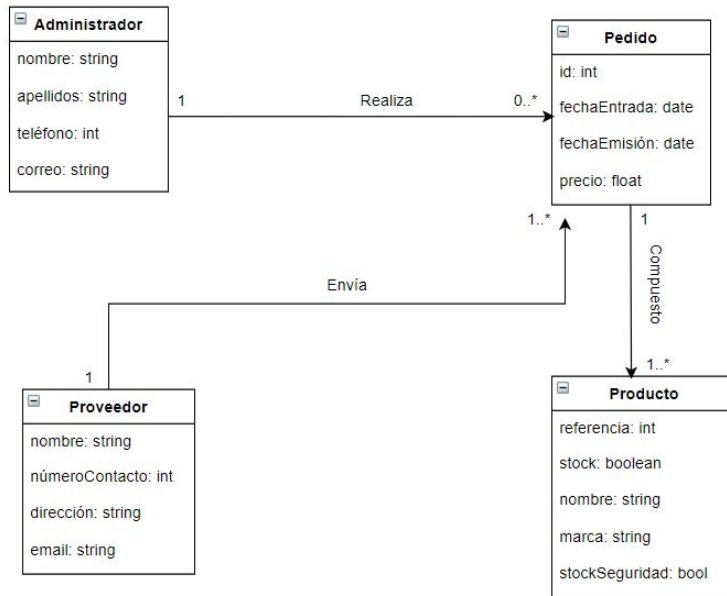 Administrador
nombre: string
apellidos: string
teléfono: int
correo: string
1
Realiza
0..*
Pedido
id: int
fechaEntrada: date
fechaEmisión: date
precio: float
1..*
1
Compuesto
Envía
1
1..*
Proveedor
nombre: string
númeroContacto: int
dirección: string
email: string
Producto
referencia: int
stock: boolean
nombre: string
marca: string
stockSeguridad: bool